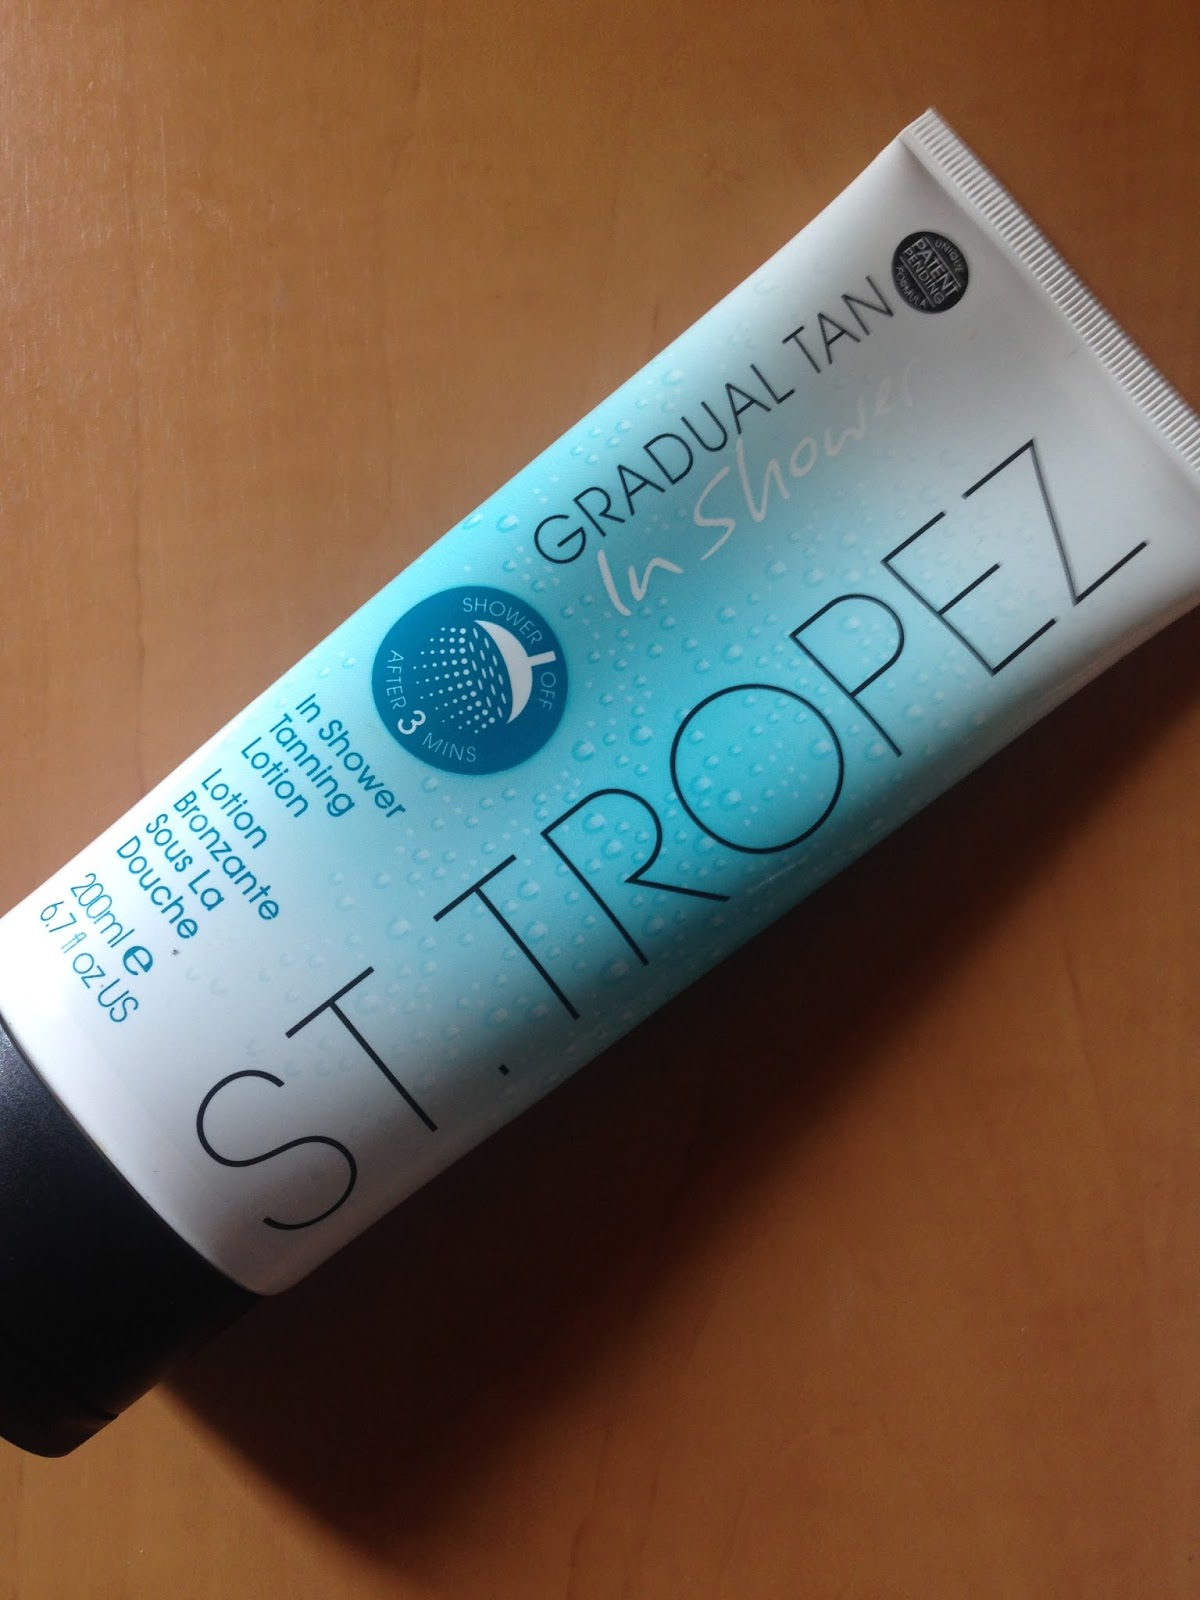 UNIQUE
PATENT
PENDING
FORMULA
GRADUAL TAN
In Shower
ST. TROPEZ
SHOWER OFF
AFTER 3 MINS
In Shower
Tanning
Lotion
Lotion
Bronzante
Sous La
Douche
200ml e
6.7 fl oz US